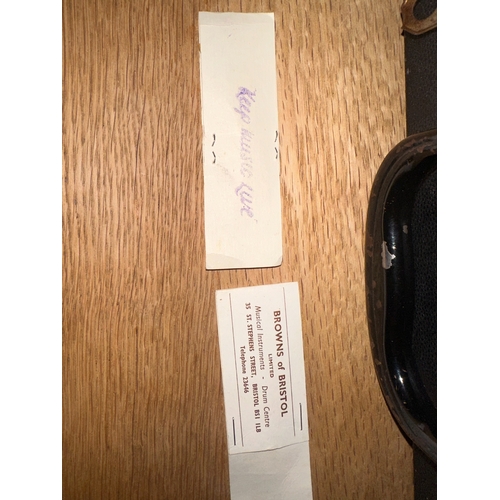 Keep music Live
BROWNS of BRISTOL
LIMITED
Musical Instruments - Drum Centre
35 ST. STEPHENS STREET, BRISTOL BS1 1LB
Telephone 23646